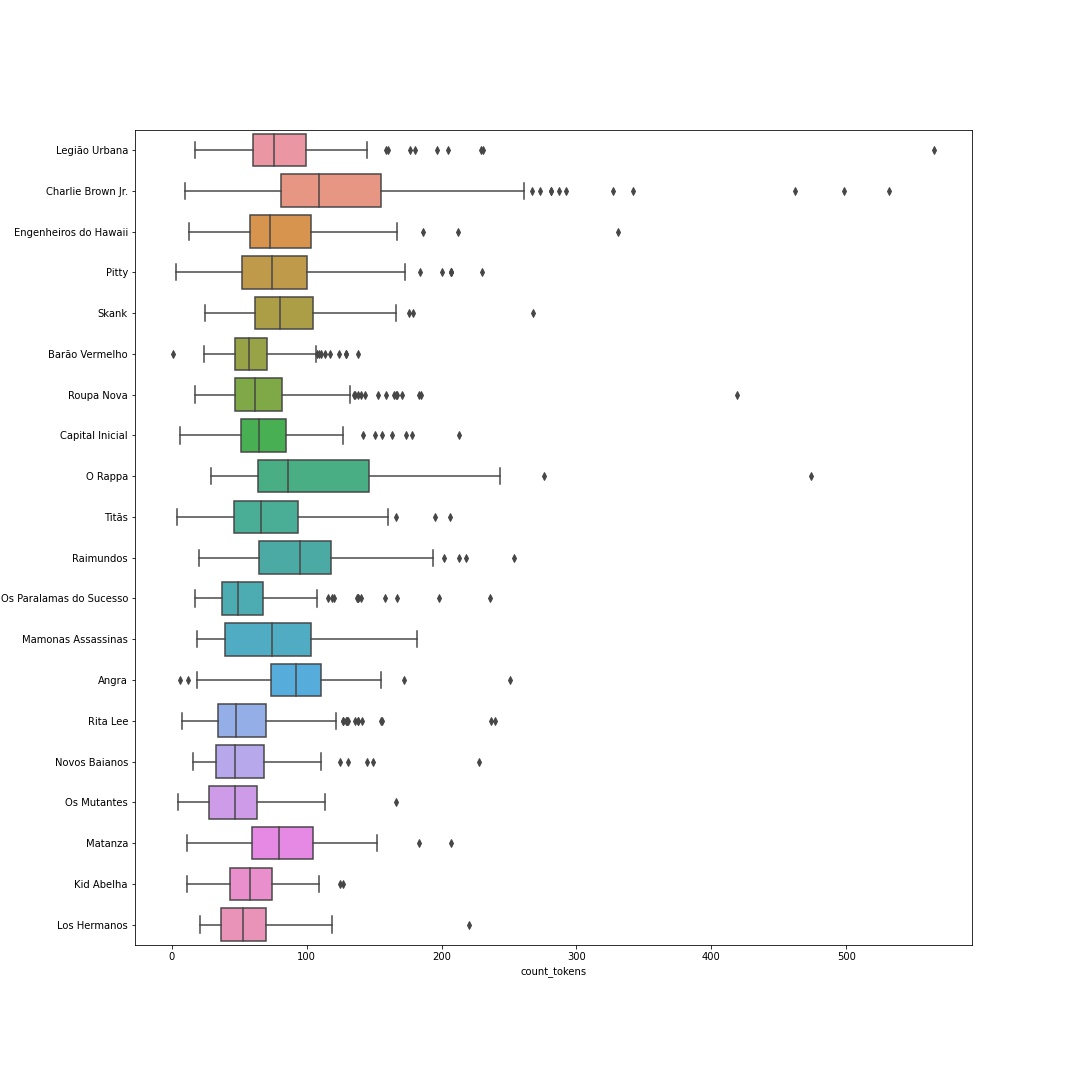 Legião Urbana
Charlie Brown Jr.
Engenheiros do Hawaii
Pitty
Skank
Barão Vermelho
Roupa Nova
Capital Inicial
O Rappa
Titãs
Raimundos
Os Paralamas do Sucesso
Mamonas Assassinas
Angra
Rita Lee
Novos Baianos
Os Mutantes
Matanza
Kid Abelha
Los Hermanos
0 100 200 300 400 500
count_tokens